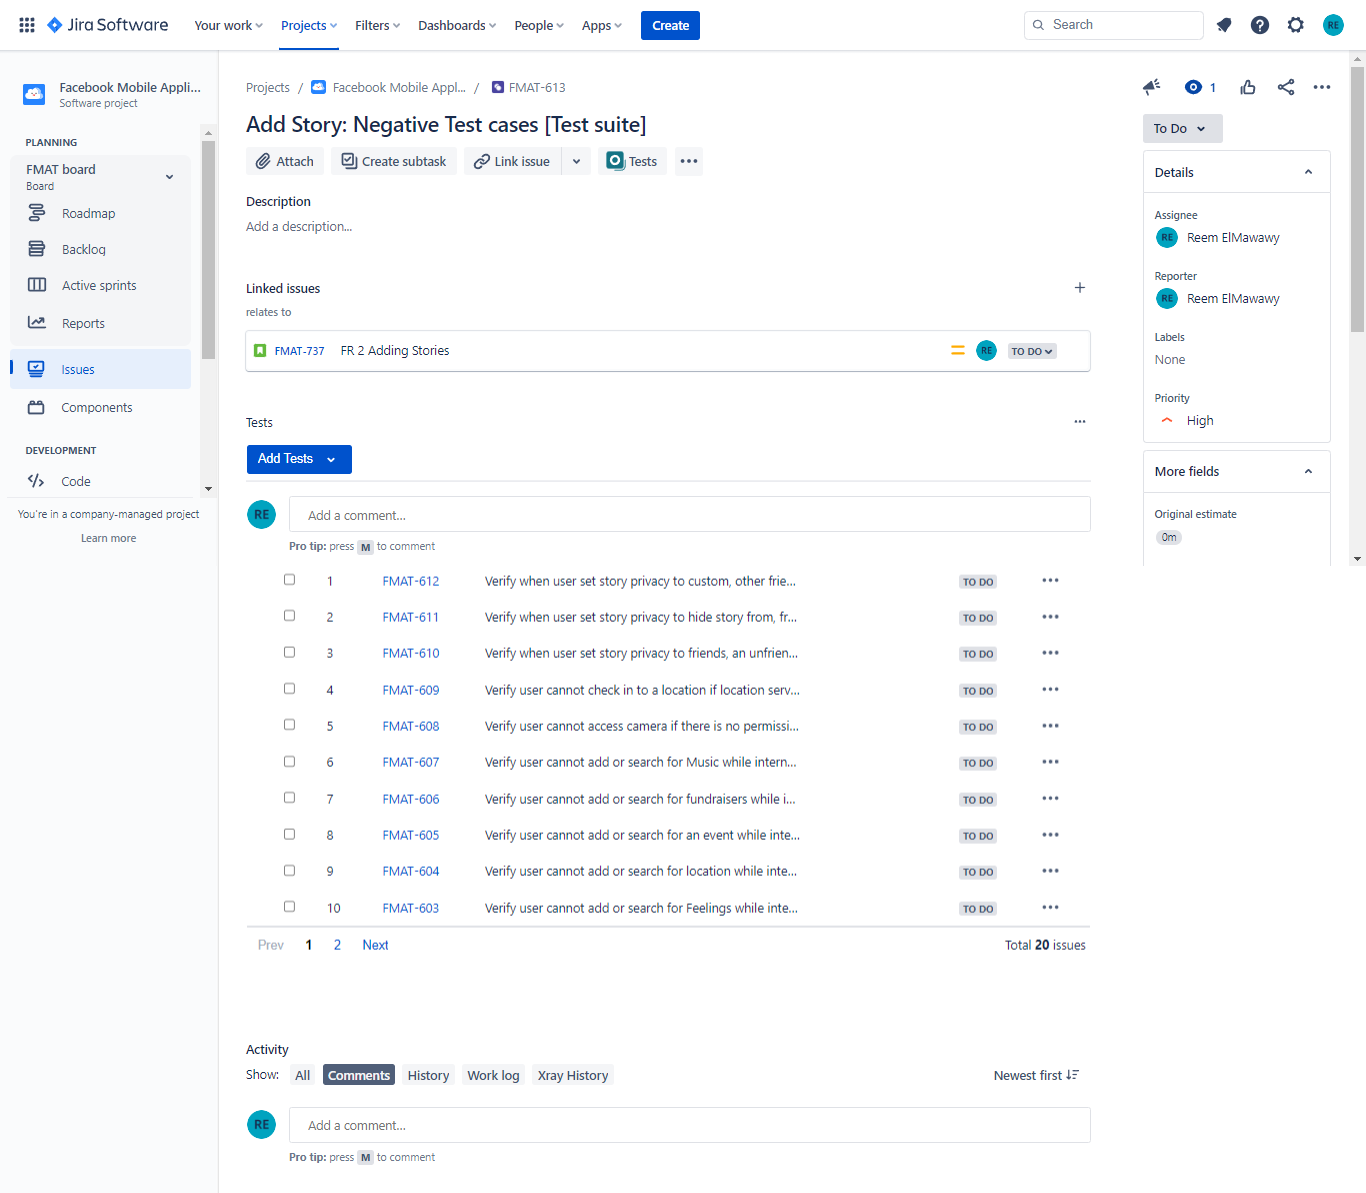 Jira Software
Your work
Projects
Filters
Dashboards
People
Apps
Create
Search
RE
Facebook Mobile Appli...
Software project
PLANNING
FMAT board
Board
Roadmap
Backlog
Active sprints
Reports
Issues
Components
DEVELOPMENT
Code
You're in a company-managed project
Learn more
Projects / Facebook Mobile Appl... / FMAT-613
1
Add Story: Negative Test cases [Test suite]
Attach
Create subtask
Link issue
Tests
Description
Add a description...
Linked issues
relates to
FMAT-737 FR 2 Adding Stories RE TO DO
Tests
Add Tests
RE
Add a comment...
Pro tip: press M to comment
1 FMAT-612 Verify when user set story privacy to custom, other frie... TO DO
2 FMAT-611 Verify when user set story privacy to hide story from, fr... TO DO
3 FMAT-610 Verify when user set story privacy to friends, an unfrien... TO DO
4 FMAT-609 Verify user cannot check in to a location if location serv... TO DO
5 FMAT-608 Verify user cannot access camera if there is no permissi... TO DO
6 FMAT-607 Verify user cannot add or search for Music while intern... TO DO
7 FMAT-606 Verify user cannot add or search for fundraisers while i... TO DO
8 FMAT-605 Verify user cannot add or search for an event while inte... TO DO
9 FMAT-604 Verify user cannot add or search for location while inte... TO DO
10 FMAT-603 Verify user cannot add or search for Feelings while inte... TO DO
Prev 1 2 Next Total 20 issues
Activity
Show: All Comments History Work log Xray History Newest first
RE
Add a comment...
Pro tip: press M to comment
To Do
Details
Assignee
RE Reem ElMawawy
Reporter
RE Reem ElMawawy
Labels
None
Priority
High
More fields
Original estimate
0m